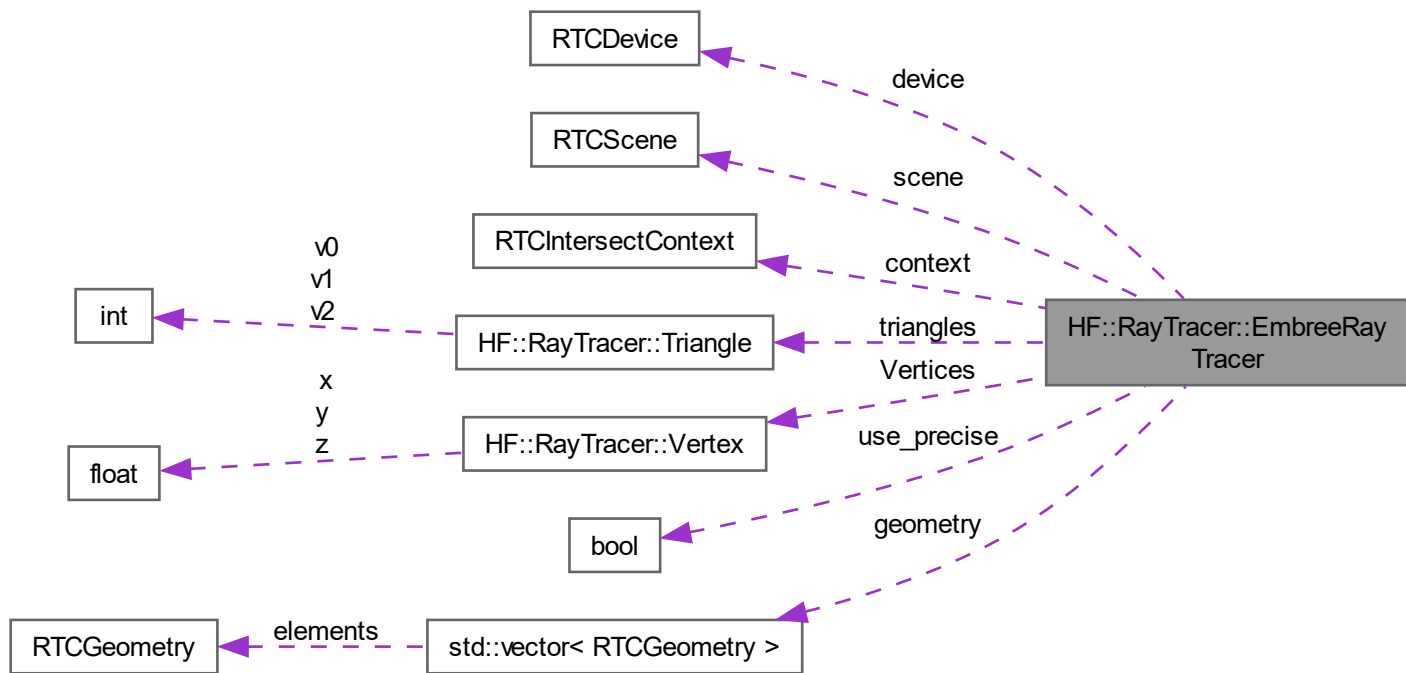 RTCDevice
device
RTCScene
scene
RTCIntersectContext
context
v0
v1
v2
int
HF::RayTracer::Triangle
triangles
HF::RayTracer::EmbreeRay
Tracer
Vertices
x
y
z
float
HF::RayTracer::Vertex
use_precise
bool
geometry
RTCGeometry
elements
std::vector< RTCGeometry >